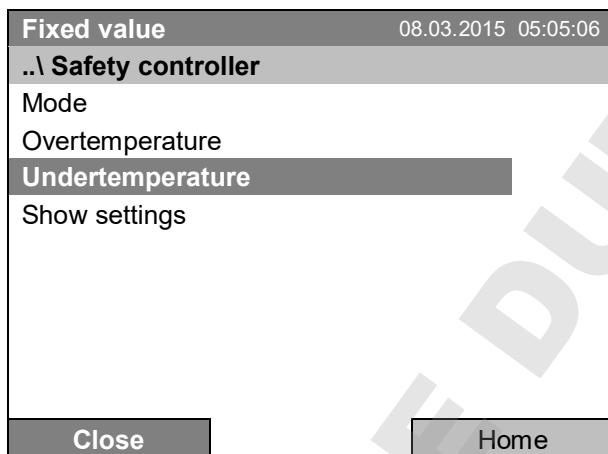 Fixed value 08.03.2015 05:05:06
..\ Safety controller
Mode
Overtemperature
Undertemperature
Show settings
Close Home